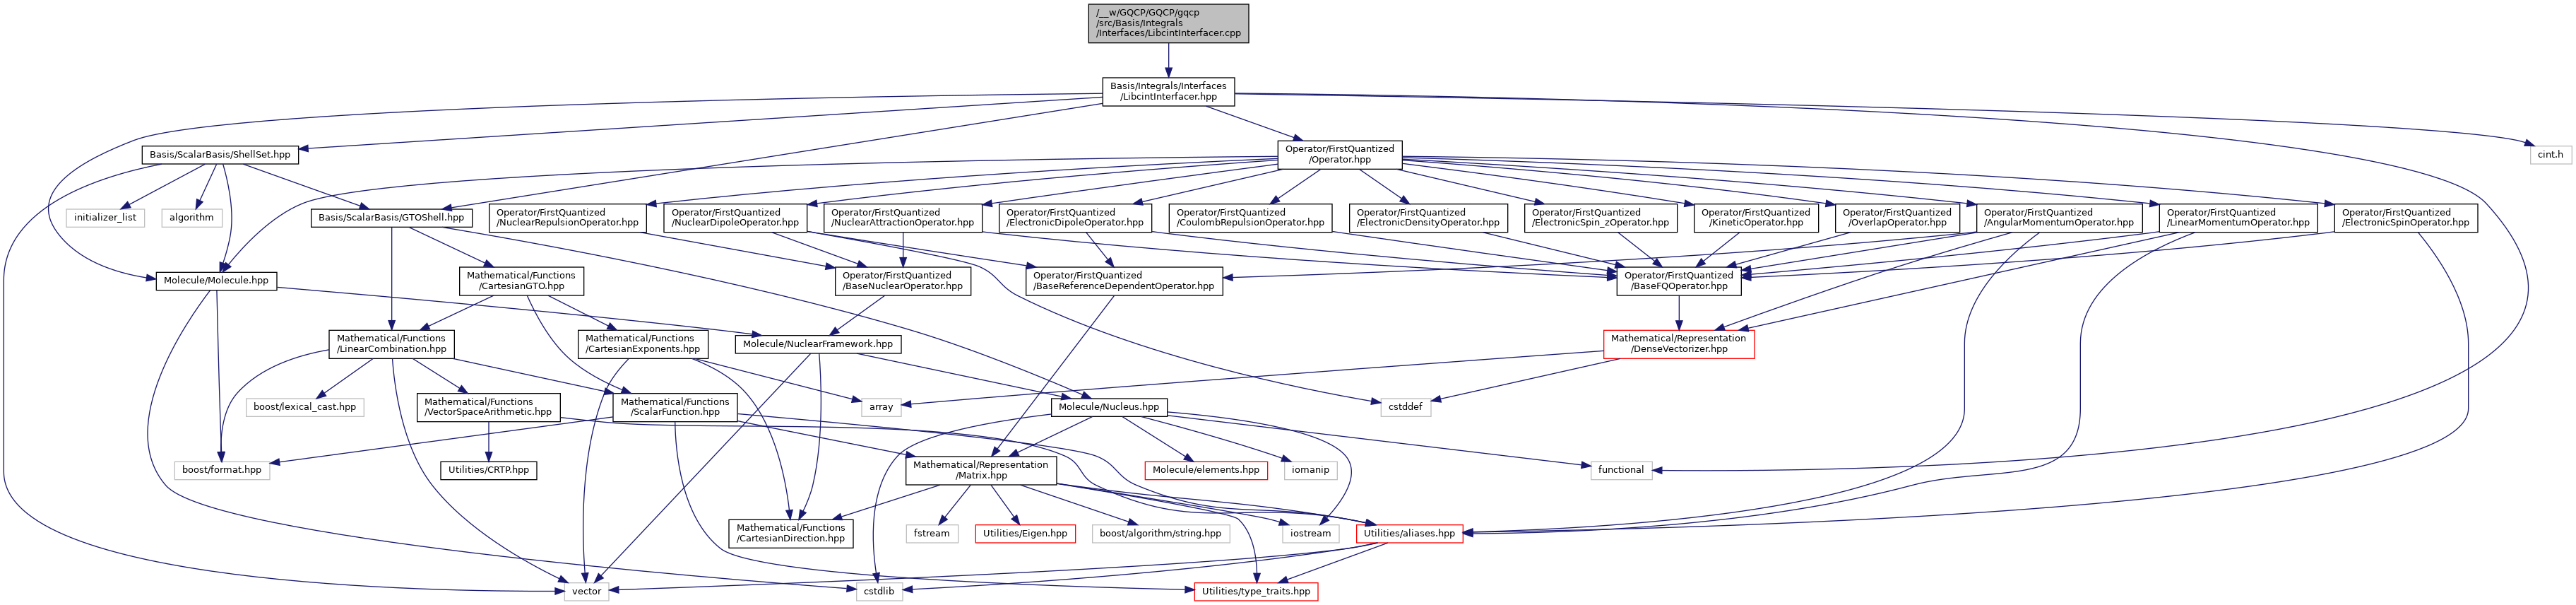 /__w/GQCP/GQCP/gqcp
/src/Basis/Integrals
/Interfaces/LibcintInterfacer.cpp
Basis/Integrals/Interfaces
/LibcintInterfacer.hpp
Basis/ScalarBasis/ShellSet.hpp
Operator/FirstQuantized
/Operator.hpp
cint.h
initializer_list
algorithm
Basis/ScalarBasis/GTOShell.hpp
Operator/FirstQuantized
/NuclearRepulsionOperator.hpp
Operator/FirstQuantized
/NuclearDipoleOperator.hpp
Operator/FirstQuantized
/NuclearAttractionOperator.hpp
Operator/FirstQuantized
/ElectronicDipoleOperator.hpp
Operator/FirstQuantized
/CoulombRepulsionOperator.hpp
Operator/FirstQuantized
/ElectronicDensityOperator.hpp
Operator/FirstQuantized
/ElectronicSpin_zOperator.hpp
Operator/FirstQuantized
/KineticOperator.hpp
Operator/FirstQuantized
/OverlapOperator.hpp
Operator/FirstQuantized
/AngularMomentumOperator.hpp
Operator/FirstQuantized
/LinearMomentumOperator.hpp
Operator/FirstQuantized
/ElectronicSpinOperator.hpp
Molecule/Molecule.hpp
Mathematical/Functions
/CartesianGTO.hpp
Operator/FirstQuantized
/BaseNuclearOperator.hpp
Operator/FirstQuantized
/BaseReferenceDependentOperator.hpp
Operator/FirstQuantized
/BaseFQOperator.hpp
Mathematical/Functions
/LinearCombination.hpp
Mathematical/Functions
/CartesianExponents.hpp
Molecule/NuclearFramework.hpp
Mathematical/Representation
/DenseVectorizer.hpp
boost/lexical_cast.hpp
Mathematical/Functions
/VectorSpaceArithmetic.hpp
Mathematical/Functions
/ScalarFunction.hpp
array
Molecule/Nucleus.hpp
cstddef
boost/format.hpp
Utilities/CRTP.hpp
Mathematical/Representation
/Matrix.hpp
Molecule/elements.hpp
iomanip
functional
Mathematical/Functions
/CartesianDirection.hpp
fstream
Utilities/Eigen.hpp
boost/algorithm/string.hpp
iostream
Utilities/aliases.hpp
vector
cstdlib
Utilities/type_traits.hpp